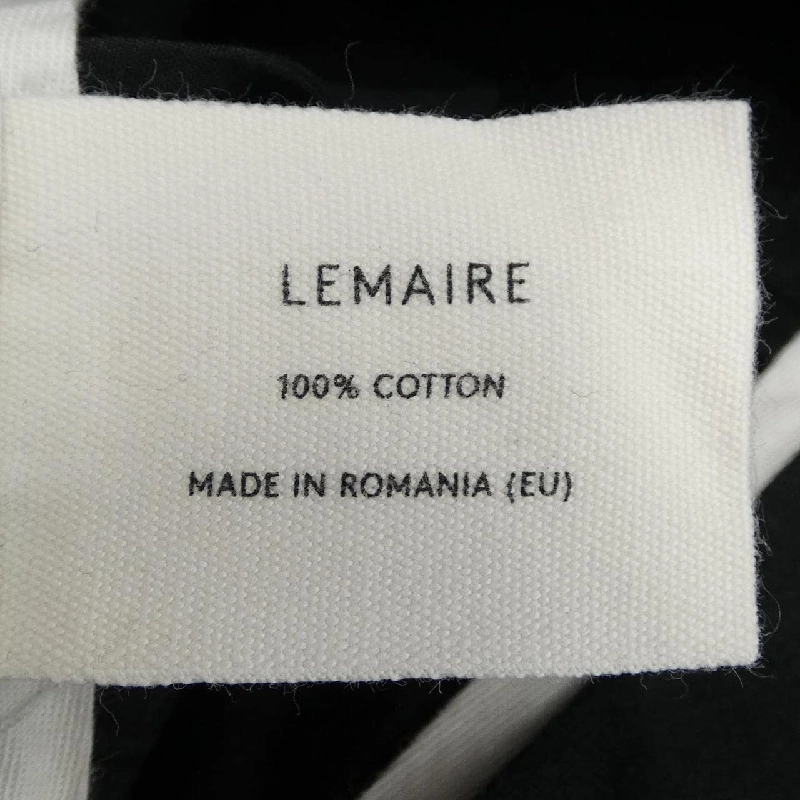 LEMAIRE
100% COTTON
MADE IN ROMANIA (EU)